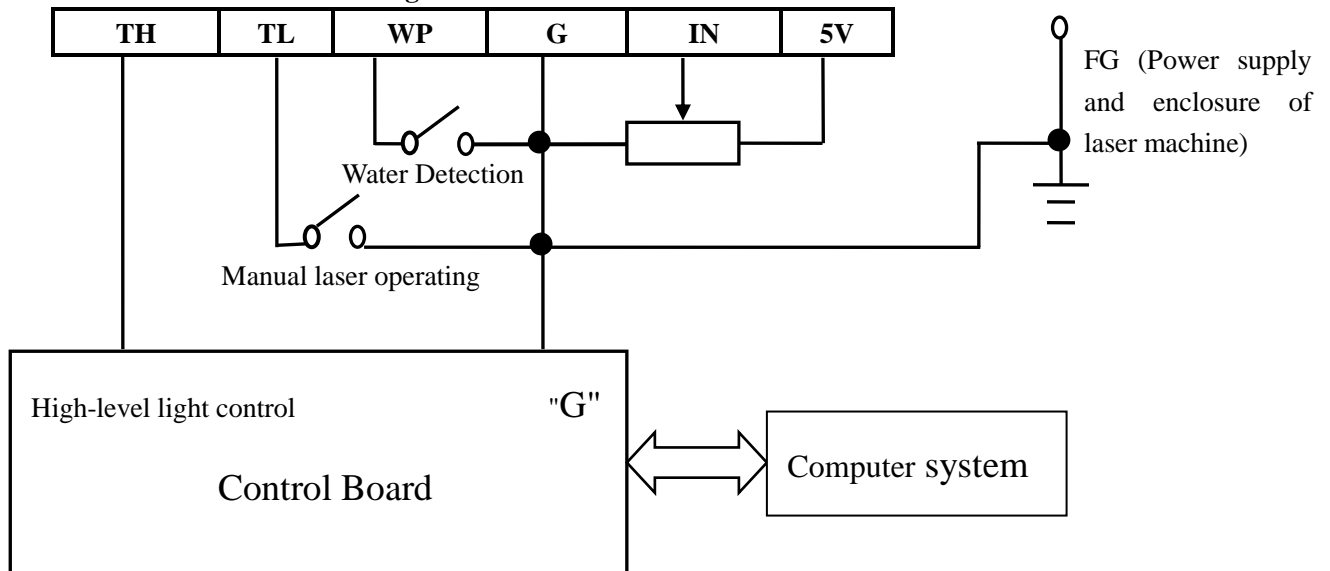 TH TL WP G IN 5V
FG (Power supply
and enclosure of
laser machine)
Water Detection
Manual laser operating
High-level light control "G"
Control Board
Computer system